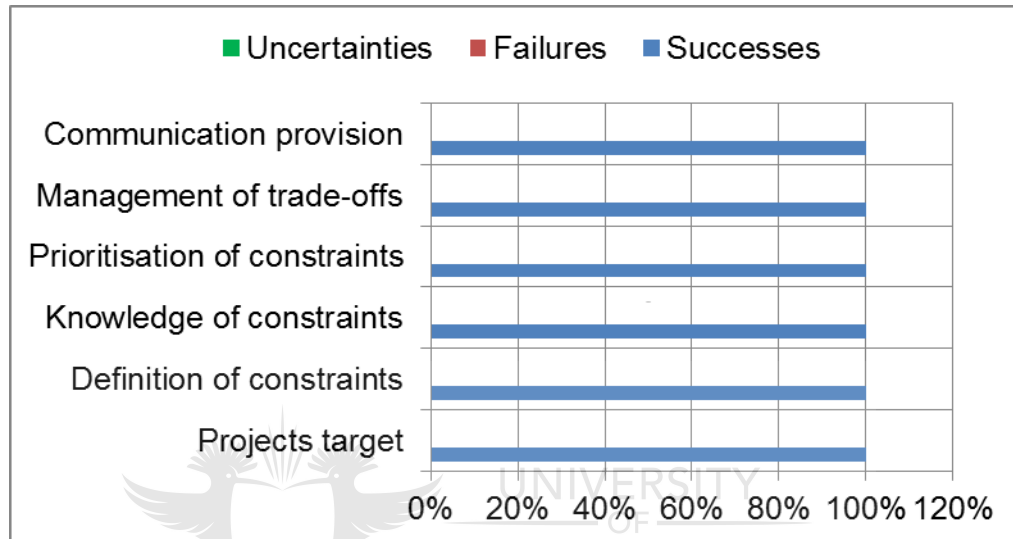 Uncertainties Failures Successes
Communication provision
Management of trade-offs
Prioritisation of constraints
Knowledge of constraints
Definition of constraints
Projects target
0% 20% 40% 60% 80% 100% 120%
UNIVERSITY
OF